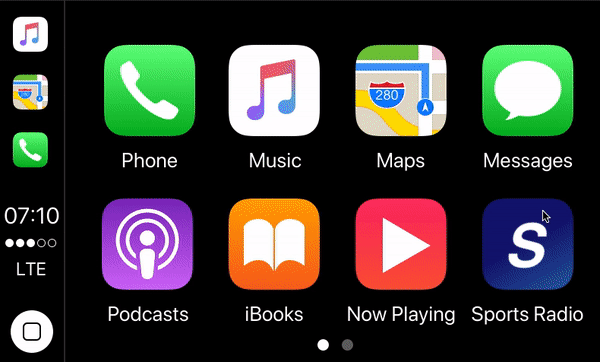 07:10
LTE
Phone
Music
280
Maps
Messages
Podcasts
iBooks
Now Playing
S
Sports Radio